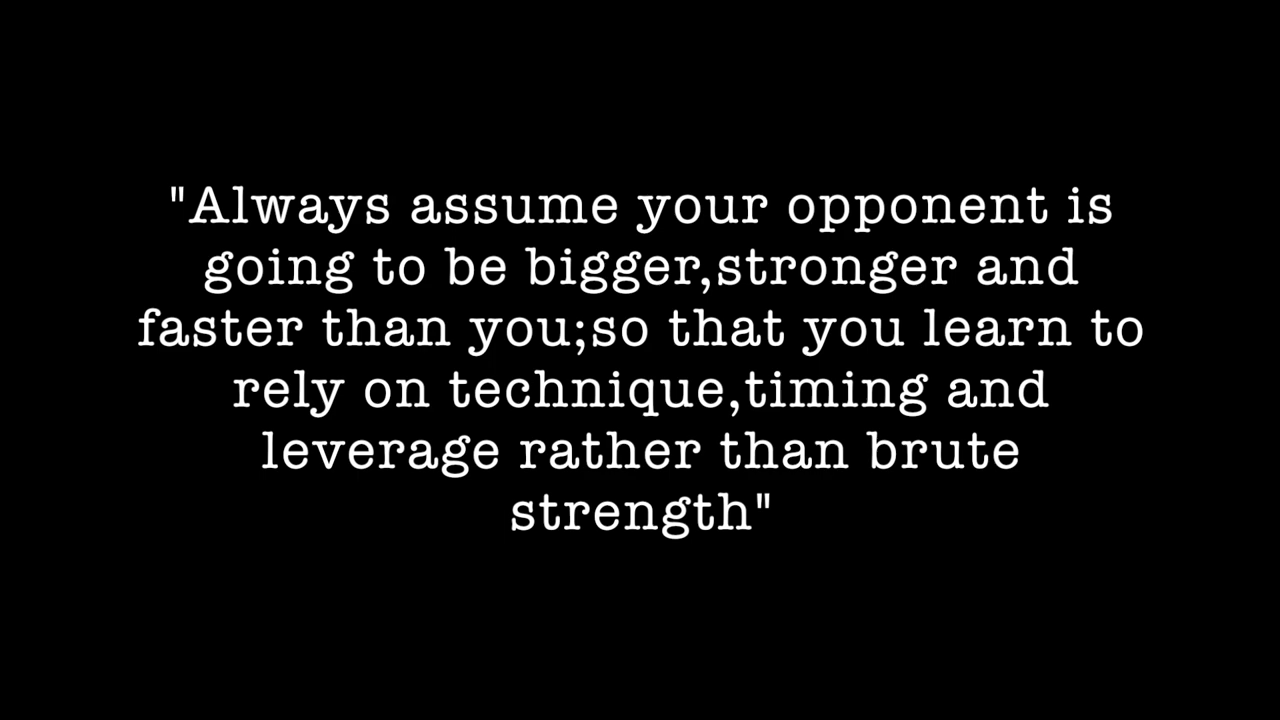 "Always assume your opponent is
going to be bigger,stronger and
faster than you;so that you learn to
rely on technique,timing and
leverage rather than brute
strength"